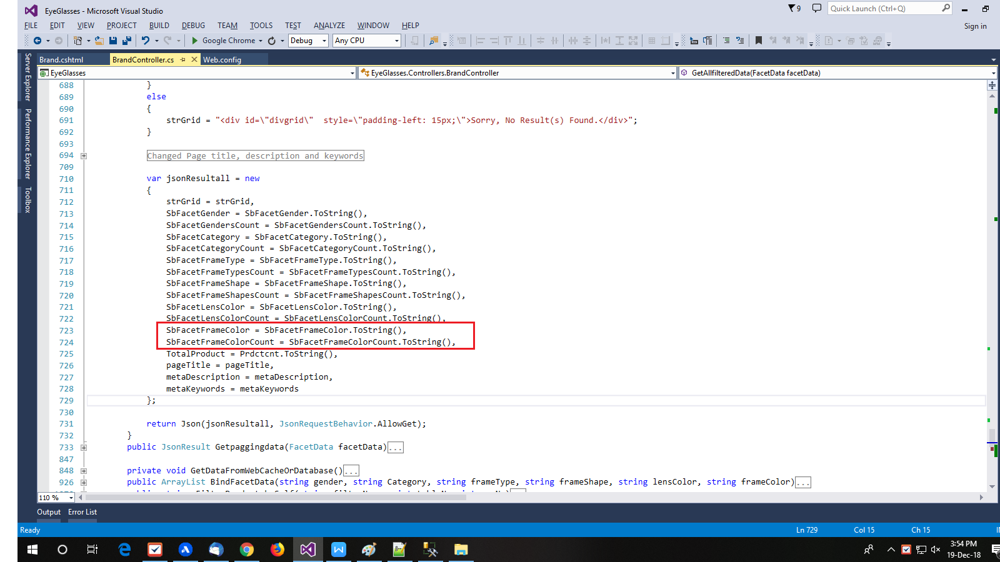 EyeGlasses - Microsoft Visual Studio
9
Quick Launch (Ctrl+Q)
FILE EDIT VIEW PROJECT BUILD DEBUG TEAM TOOLS TEST ANALYZE WINDOW HELP
Sign in
Google Chrome Debug Any CPU
Server Explorer
Performance Explorer
Toolbox
Brand.cshtml BrandController.cs Web.config
EyeGlasses EyeGlasses.Controllers.BrandController GetAllfilteredData(FacetData facetData)
688 }
689 else
690 {
691 strGrid = "<div id=\"divgrid\"  style=\"padding-left: 15px;\">Sorry, No Result(s) Found.</div>";
692 }
693
694 Changed Page title, description and keywords
709
710 var jsonResultall = new
711 {
712 strGrid = strGrid,
713 SbFacetGender = SbFacetGender.ToString(),
714 SbFacetGendersCount = SbFacetGendersCount.ToString(),
715 SbFacetCategory = SbFacetCategory.ToString(),
716 SbFacetCategoryCount = SbFacetCategoryCount.ToString(),
717 SbFacetFrameType = SbFacetFrameType.ToString(),
718 SbFacetFrameTypesCount = SbFacetFrameTypesCount.ToString(),
719 SbFacetFrameShape = SbFacetFrameShape.ToString(),
720 SbFacetFrameShapesCount = SbFacetFrameShapesCount.ToString(),
721 SbFacetLensColor = SbFacetLensColor.ToString(),
722 SbFacetLensColorCount = SbFacetLensColorCount.ToString(),
723 SbFacetFrameColor = SbFacetFrameColor.ToString(),
724 SbFacetFrameColorCount = SbFacetFrameColorCount.ToString(),
725 TotalProduct = Prdctcnt.ToString(),
726 pageTitle = pageTitle,
727 metaDescription = metaDescription,
728 metaKeywords = metaKeywords
729 };
730
731 return Json(jsonResultall, JsonRequestBehavior.AllowGet);
732 }
733 public JsonResult Getpaggingdata(FacetData facetData)...
847
848 private void GetDataFromWebCacheOrDatabase()...
926 public ArrayList BindFacetData(string gender, string Category, string frameType, string frameShape, string lensColor, string frameColor)...
110 %
Output Error List
Ready Ln 729 Col 15 Ch 15
3:54 PM
19-Dec-18